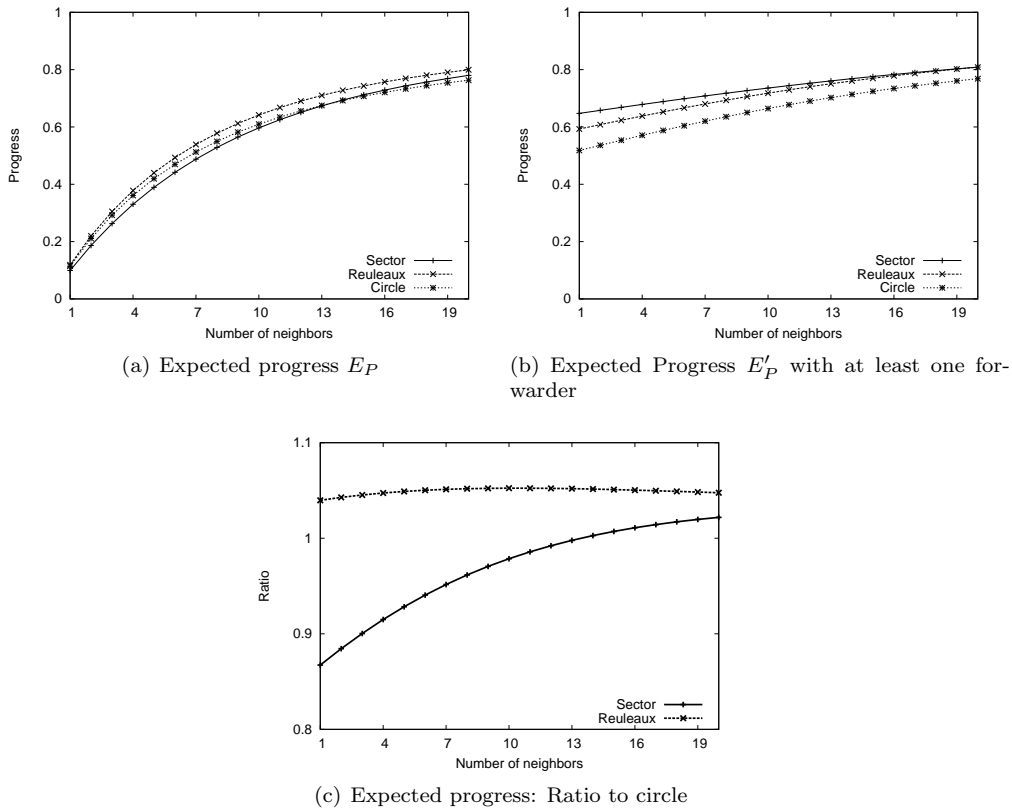 1
0.8
0.6
0.4
0.2
0
Progress
1 4 7 10 13 16 19
Number of neighbors
Sector
Reuleaux
Circle
(a) Expected progress E_P
1
0.8
0.6
0.4
0.2
0
Progress
1 4 7 10 13 16 19
Number of neighbors
Sector
Reuleaux
Circle
(b) Expected Progress E′_P with at least one for-
warder
1.1
1
0.9
0.8
Ratio
1 4 7 10 13 16 19
Number of neighbors
Sector
Reuleaux
(c) Expected progress: Ratio to circle